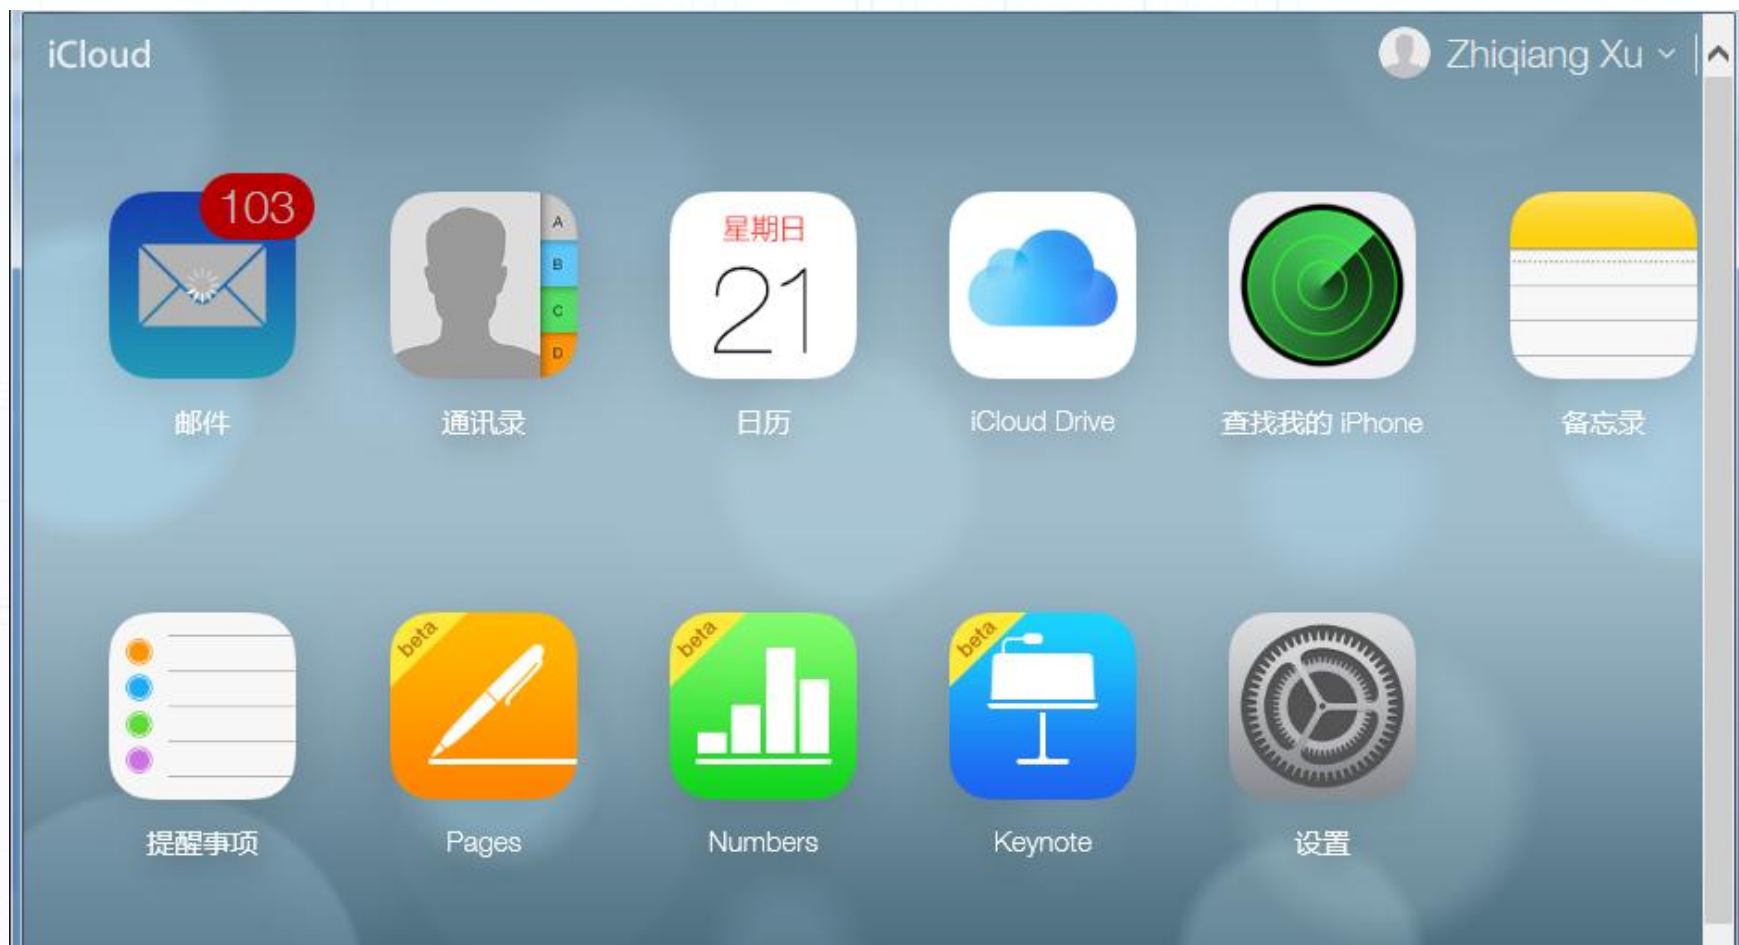 iCloud
Zhiqiang Xu
103
A
B
C
D
星期日
21
邮件
通讯录
日历
iCloud Drive
查找我的 iPhone
备忘录
beta
beta
beta
提醒事项
Pages
Numbers
Keynote
设置